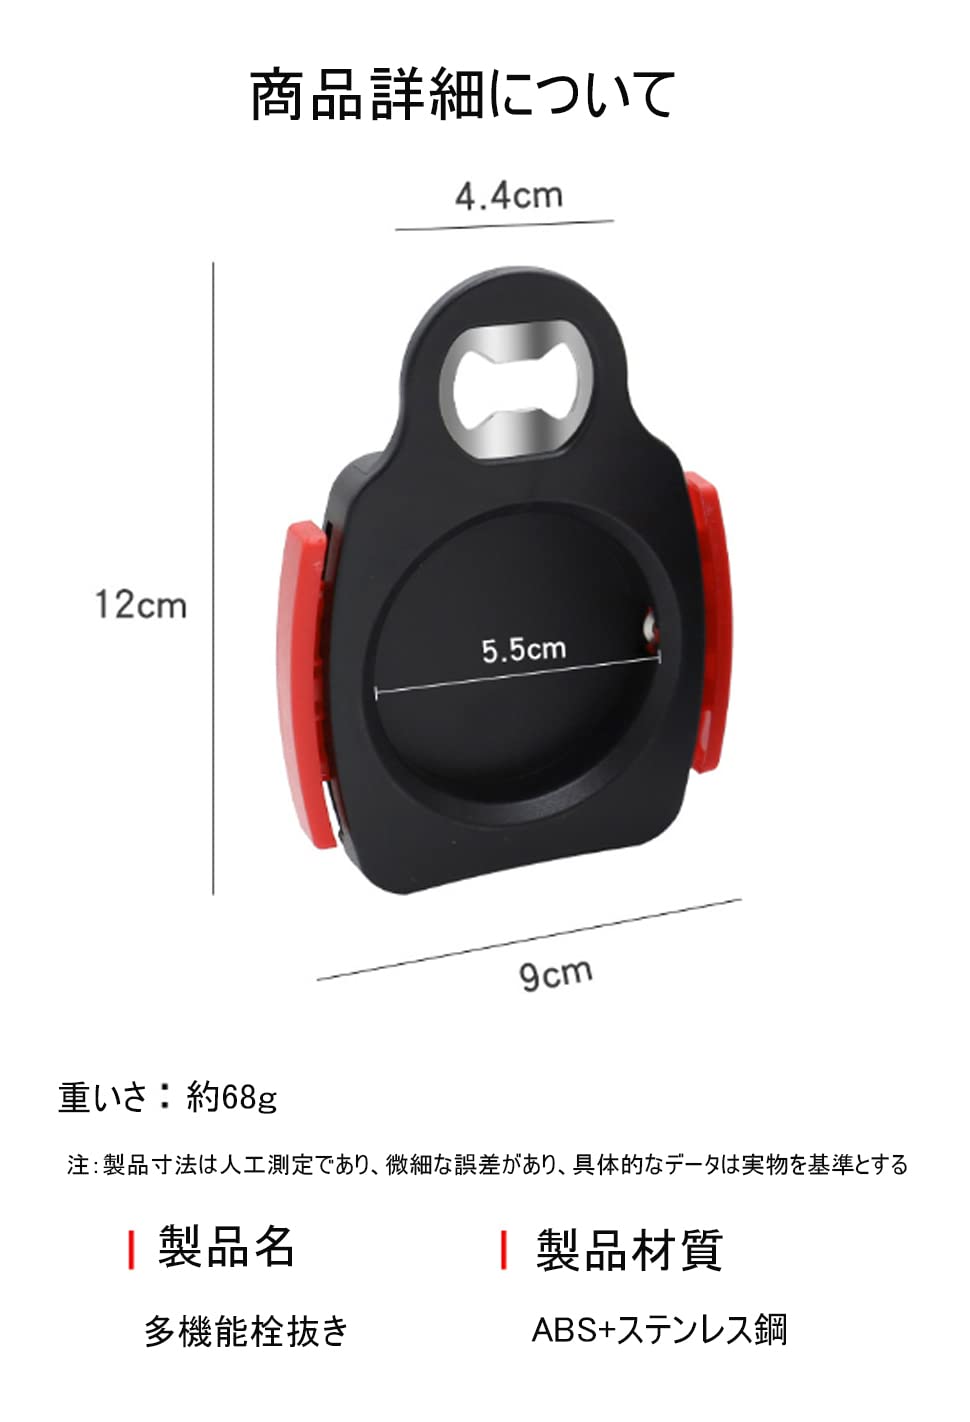 商品詳細について
4.4cm
12cm
5.5cm
9cm
重いさ：約68g
注：製品寸法は人工測定であり、微細な誤差があり、具体的なデータは実物を基準とする
製品名
製品材質
多機能栓抜き
ABS+ステンレス鋼